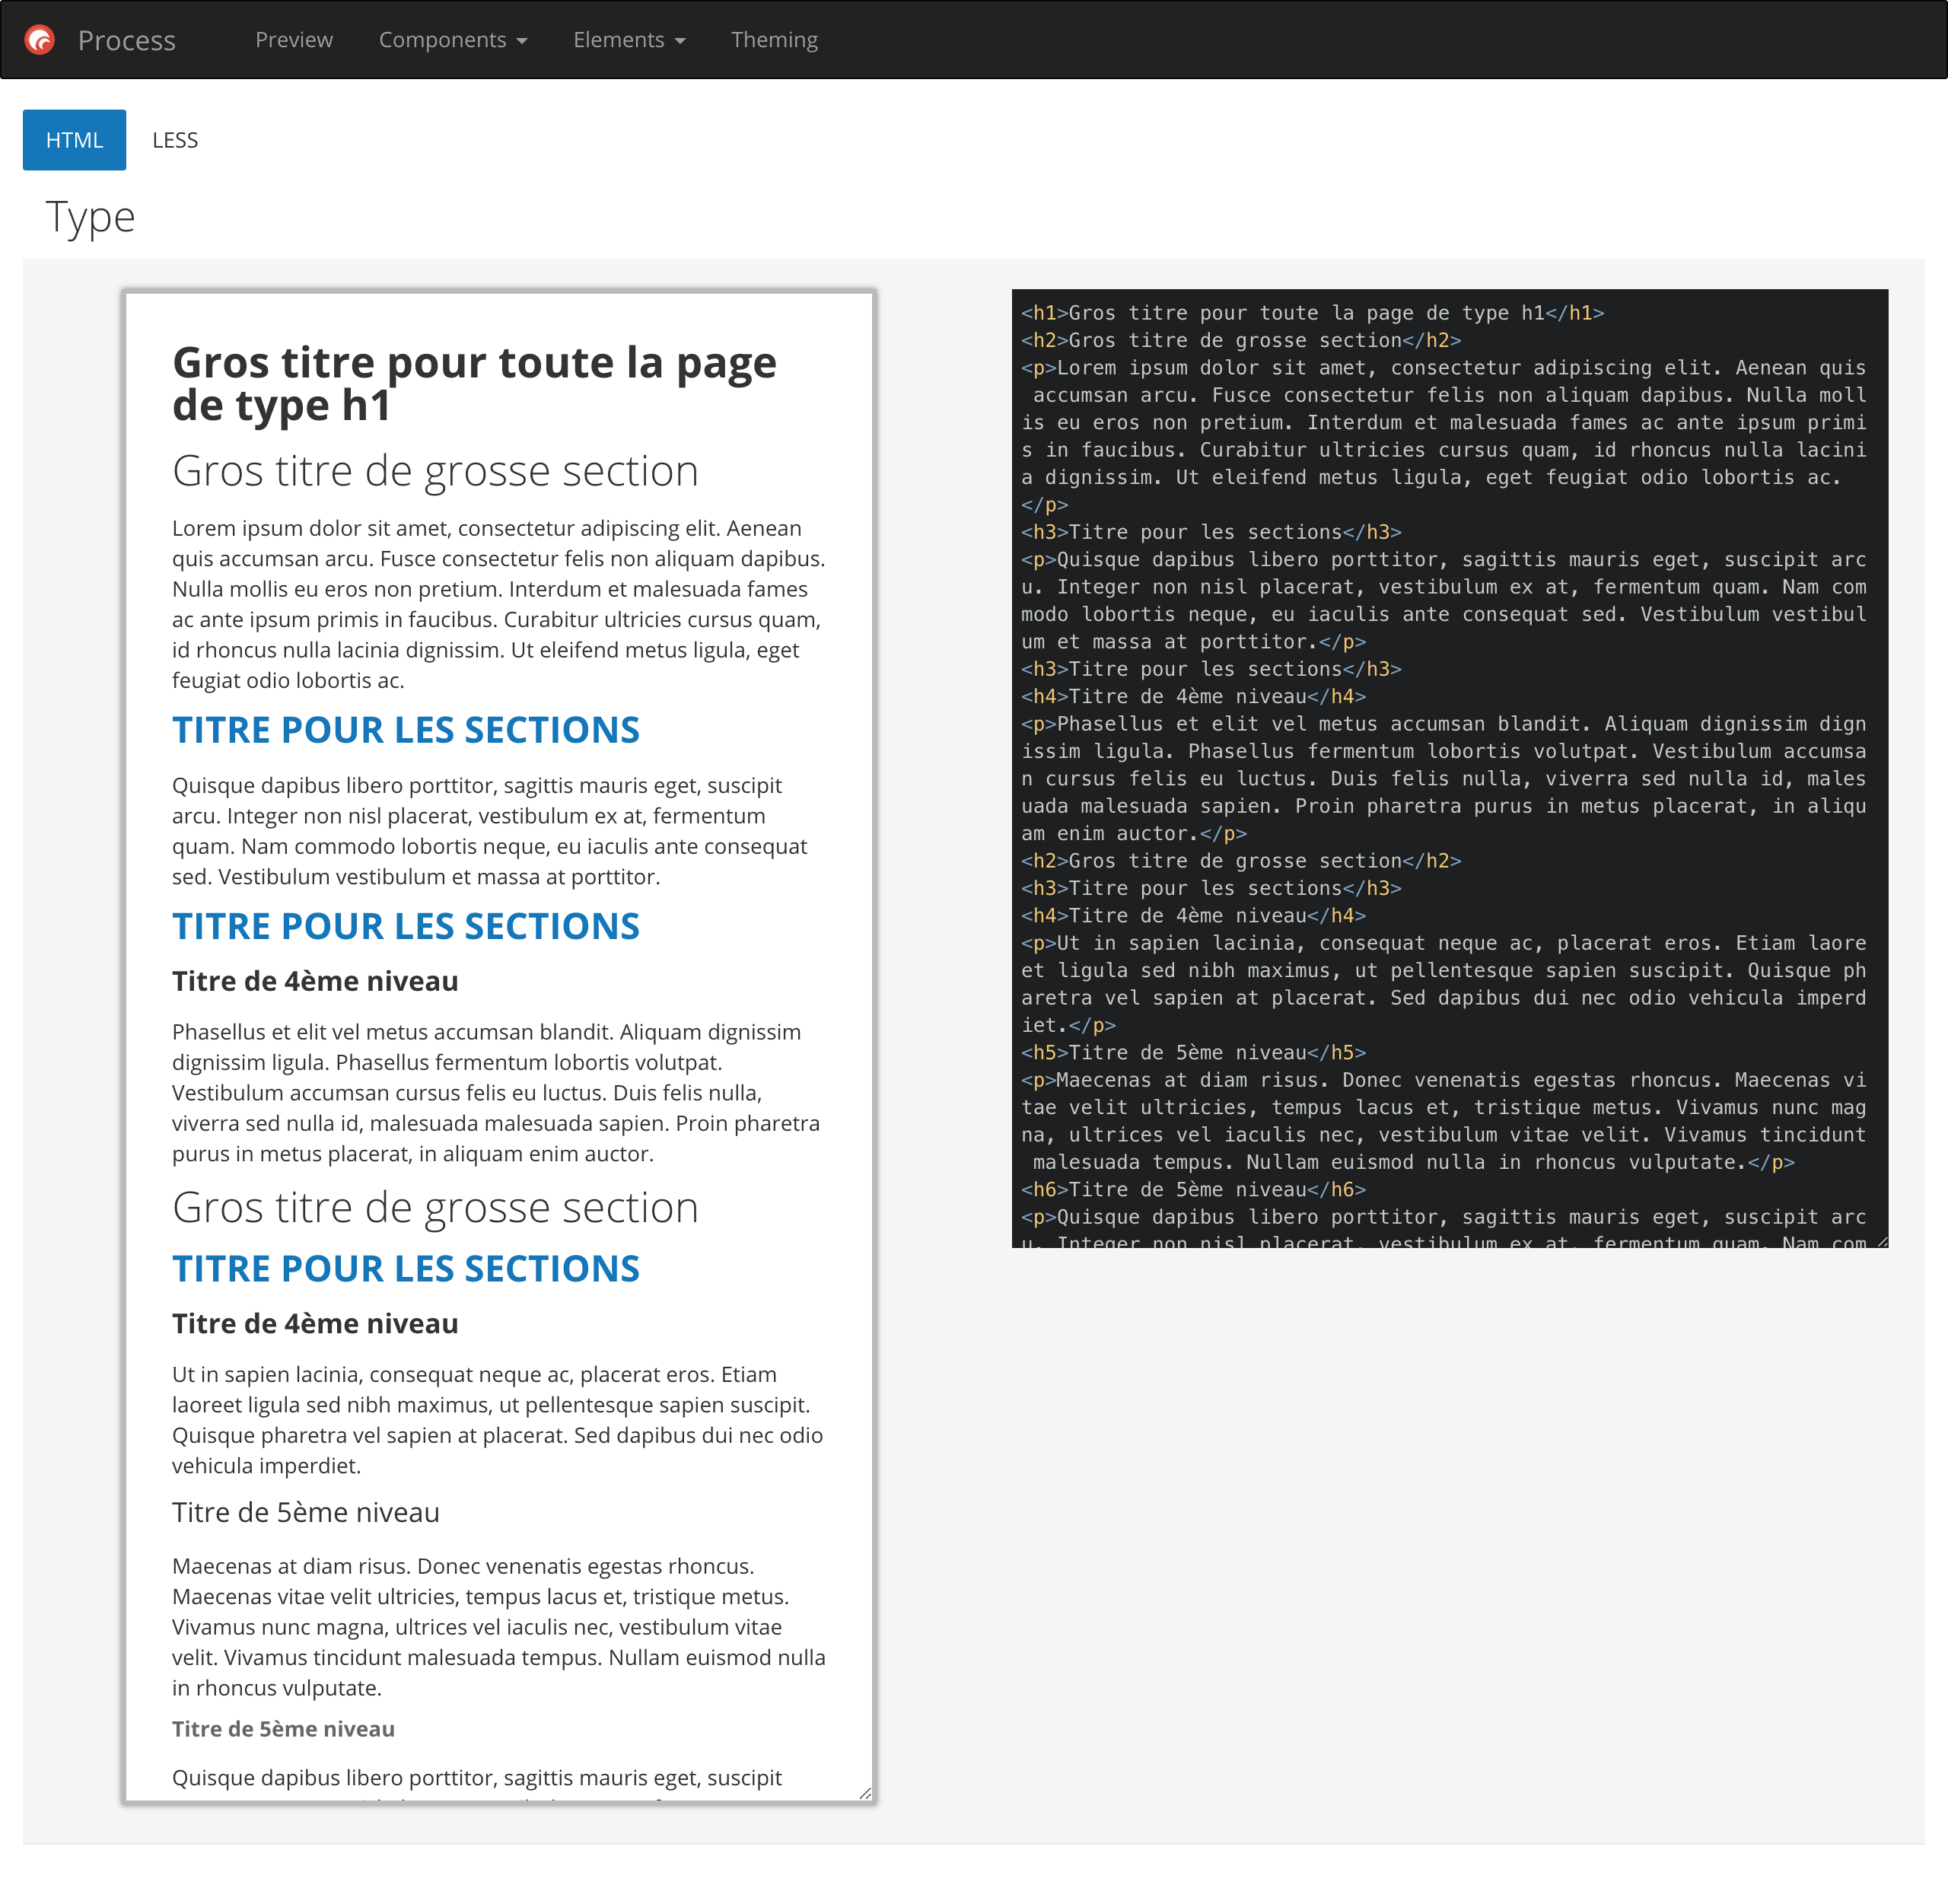 Process
Preview
Components
Elements
Theming
HTML
LESS
Type
Gros titre pour toute la page
de type h1
Gros titre de grosse section
Lorem ipsum dolor sit amet, consectetur adipiscing elit. Aenean
quis accumsan arcu. Fusce consectetur felis non aliquam dapibus.
Nulla mollis eu eros non pretium. Interdum et malesuada fames
ac ante ipsum primis in faucibus. Curabitur ultricies cursus quam,
id rhoncus nulla lacinia dignissim. Ut eleifend metus ligula, eget
feugiat odio lobortis ac.
TITRE POUR LES SECTIONS
Quisque dapibus libero porttitor, sagittis mauris eget, suscipit
arcu. Integer non nisl placerat, vestibulum ex at, fermentum
quam. Nam commodo lobortis neque, eu iaculis ante consequat
sed. Vestibulum vestibulum et massa at porttitor.
TITRE POUR LES SECTIONS
Titre de 4ème niveau
Phasellus et elit vel metus accumsan blandit. Aliquam dignissim
dignissim ligula. Phasellus fermentum lobortis volutpat.
Vestibulum accumsan cursus felis eu luctus. Duis felis nulla,
viverra sed nulla id, malesuada malesuada sapien. Proin pharetra
purus in metus placerat, in aliquam enim auctor.
Gros titre de grosse section
TITRE POUR LES SECTIONS
Titre de 4ème niveau
Ut in sapien lacinia, consequat neque ac, placerat eros. Etiam
laoreet ligula sed nibh maximus, ut pellentesque sapien suscipit.
Quisque pharetra vel sapien at placerat. Sed dapibus dui nec odio
vehicula imperdiet.
Titre de 5ème niveau
Maecenas at diam risus. Donec venenatis egestas rhoncus.
Maecenas vitae velit ultricies, tempus lacus et, tristique metus.
Vivamus nunc magna, ultrices vel iaculis nec, vestibulum vitae
velit. Vivamus tincidunt malesuada tempus. Nullam euismod nulla
in rhoncus vulputate.
Titre de 5ème niveau
Quisque dapibus libero porttitor, sagittis mauris eget, suscipit
<h1>Gros titre pour toute la page de type h1</h1>
<h2>Gros titre de grosse section</h2>
<p>Lorem ipsum dolor sit amet, consectetur adipiscing elit. Aenean quis
 accumsan arcu. Fusce consectetur felis non aliquam dapibus. Nulla moll
is eu eros non pretium. Interdum et malesuada fames ac ante ipsum primi
s in faucibus. Curabitur ultricies cursus quam, id rhoncus nulla lacini
a dignissim. Ut eleifend metus ligula, eget feugiat odio lobortis ac.
</p>
<h3>Titre pour les sections</h3>
<p>Quisque dapibus libero porttitor, sagittis mauris eget, suscipit arc
u. Integer non nisl placerat, vestibulum ex at, fermentum quam. Nam com
modo lobortis neque, eu iaculis ante consequat sed. Vestibulum vestibul
um et massa at porttitor.</p>
<h3>Titre pour les sections</h3>
<h4>Titre de 4ème niveau</h4>
<p>Phasellus et elit vel metus accumsan blandit. Aliquam dignissim dign
issim ligula. Phasellus fermentum lobortis volutpat. Vestibulum accumsa
n cursus felis eu luctus. Duis felis nulla, viverra sed nulla id, males
uada malesuada sapien. Proin pharetra purus in metus placerat, in aliqu
am enim auctor.</p>
<h2>Gros titre de grosse section</h2>
<h3>Titre pour les sections</h3>
<h4>Titre de 4ème niveau</h4>
<p>Ut in sapien lacinia, consequat neque ac, placerat eros. Etiam laore
et ligula sed nibh maximus, ut pellentesque sapien suscipit. Quisque ph
aretra vel sapien at placerat. Sed dapibus dui nec odio vehicula imperd
iet.</p>
<h5>Titre de 5ème niveau</h5>
<p>Maecenas at diam risus. Donec venenatis egestas rhoncus. Maecenas vi
tae velit ultricies, tempus lacus et, tristique metus. Vivamus nunc mag
na, ultrices vel iaculis nec, vestibulum vitae velit. Vivamus tincidunt
 malesuada tempus. Nullam euismod nulla in rhoncus vulputate.</p>
<h6>Titre de 5ème niveau</h6>
<p>Quisque dapibus libero porttitor, sagittis mauris eget, suscipit arc
u. Integer non nisl placerat, vestibulum ex at, fermentum quam. Nam com